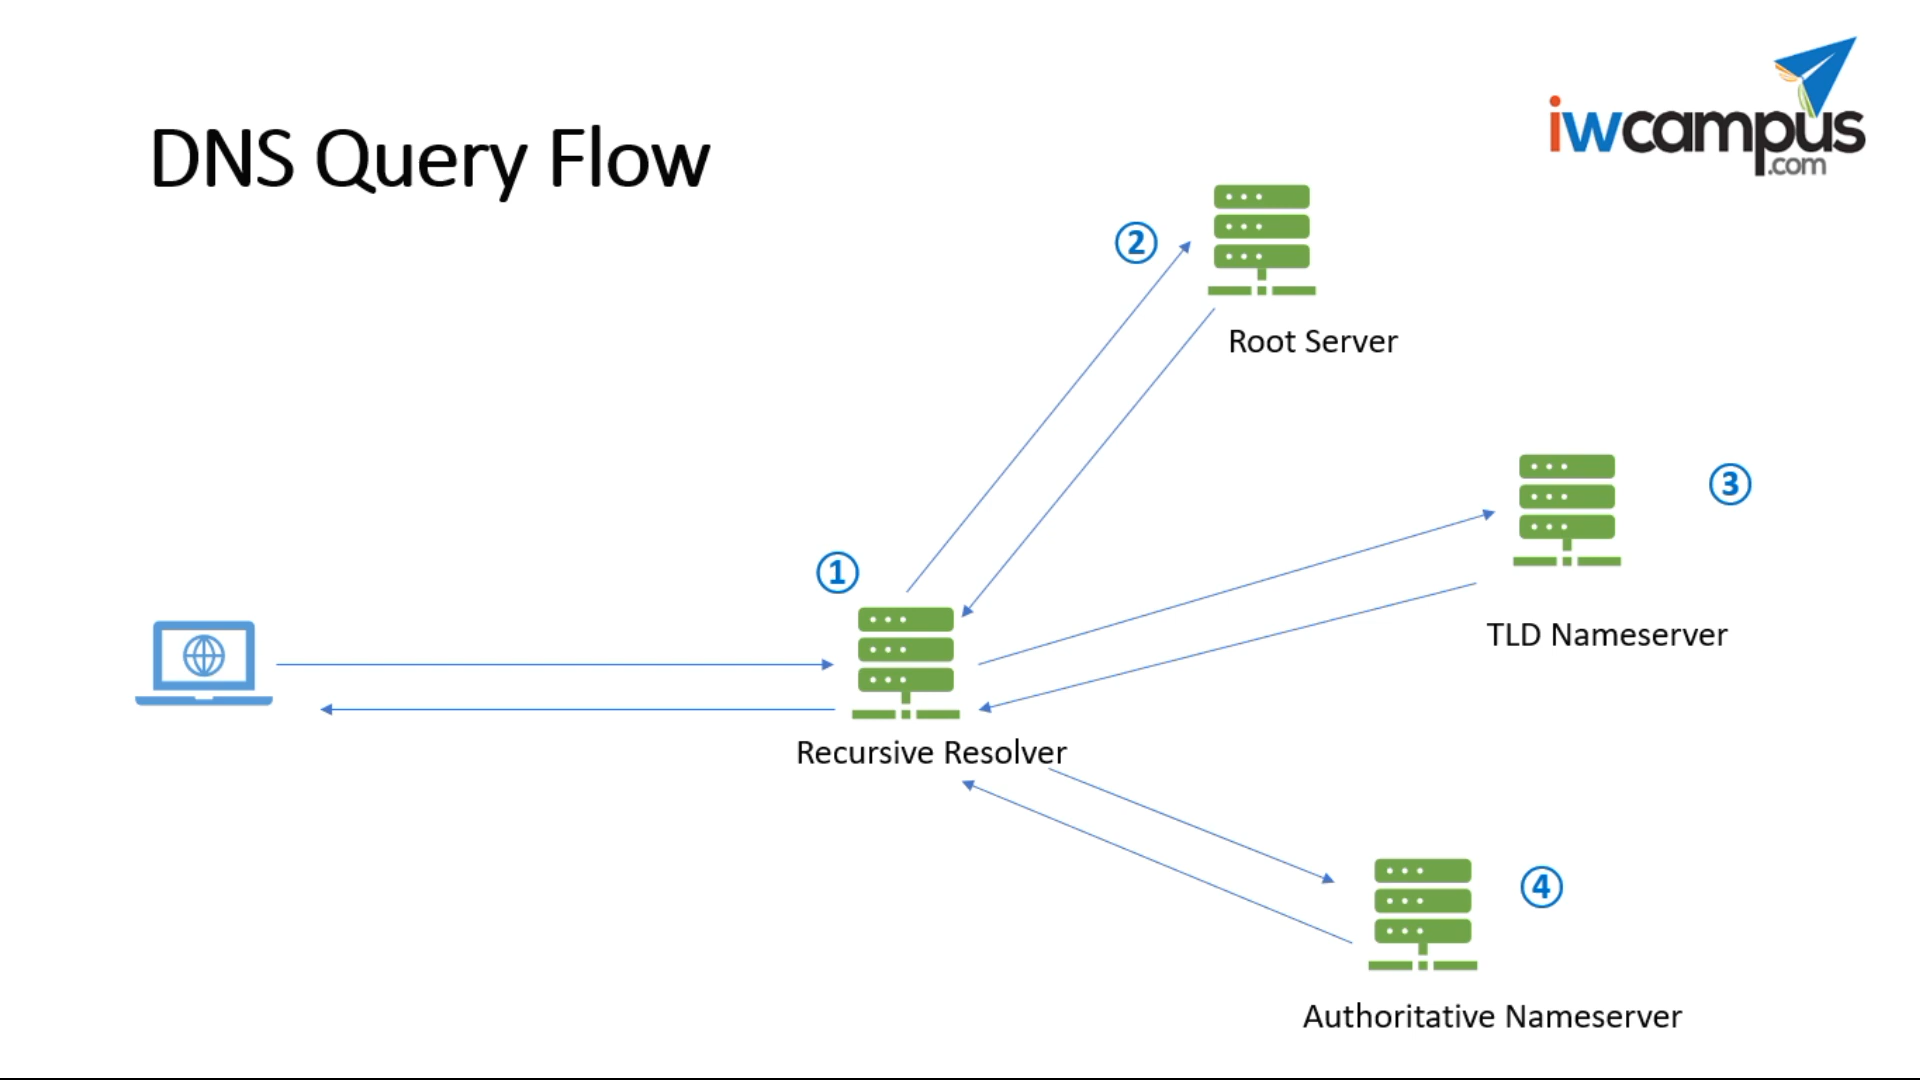 DNS Query Flow
iwcampus
.com
②
Root Server
③
TLD Nameserver
①
Recursive Resolver
④
Authoritative Nameserver